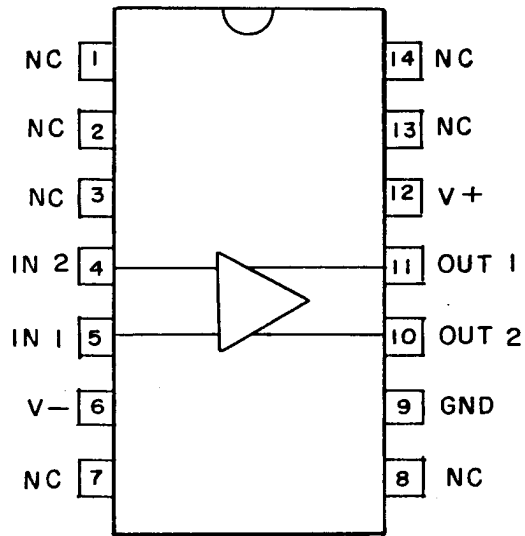 NC 1 14 NC
NC 2 13 NC
NC 3 12 V+
IN 2 4 11 OUT 1
IN 1 5 10 OUT 2
V- 6 9 GND
NC 7 8 NC